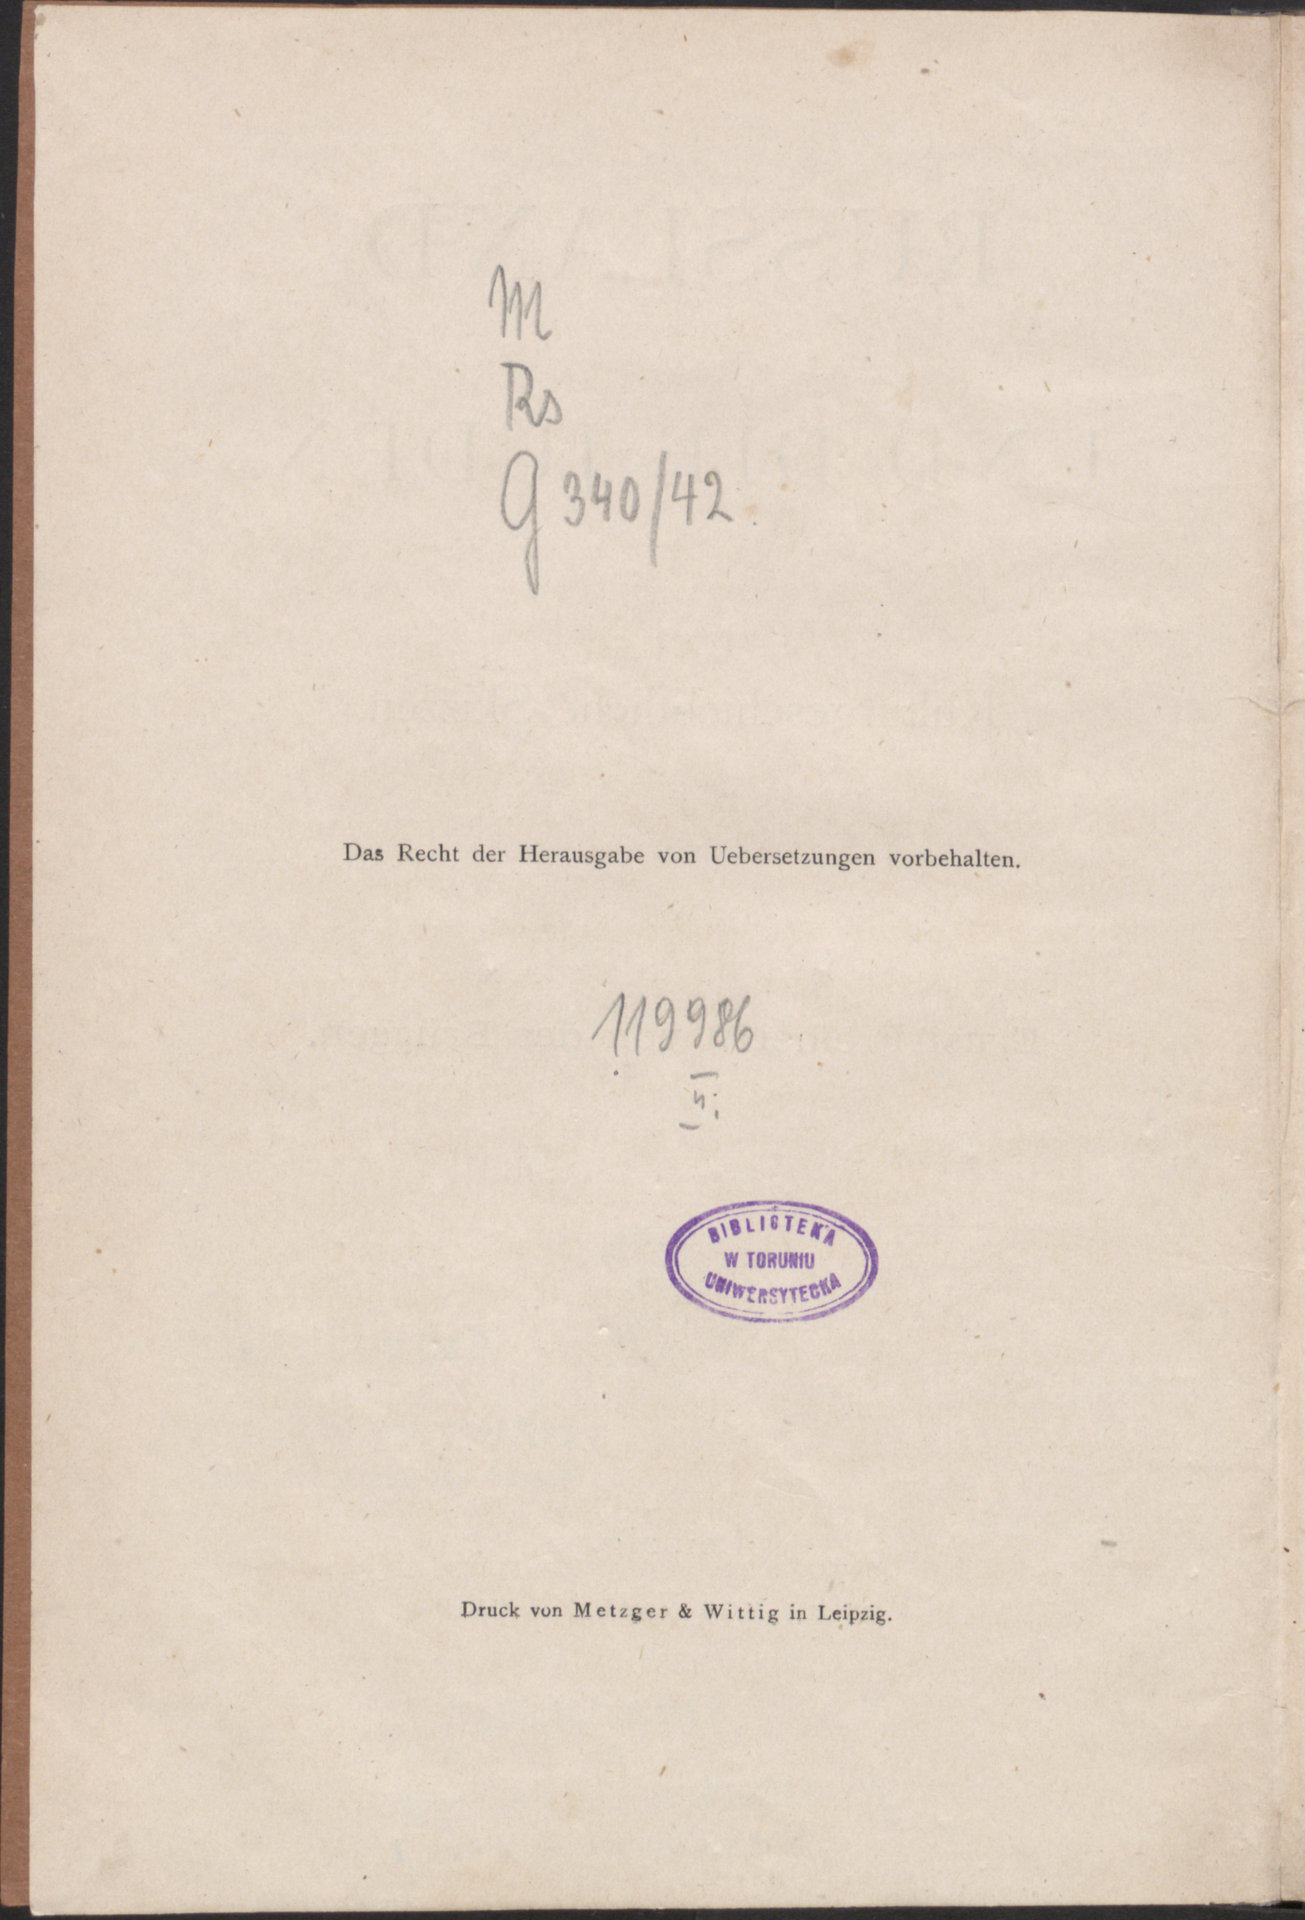 M
Rs
G 340/42.
Das Recht der Herausgabe von Uebersetzungen vorbehalten.
119986
II
BIBLIOTEKA
W TORUNIU
UNIWERSYTECKA
Druck von Metzger & Wittig in Leipzig.